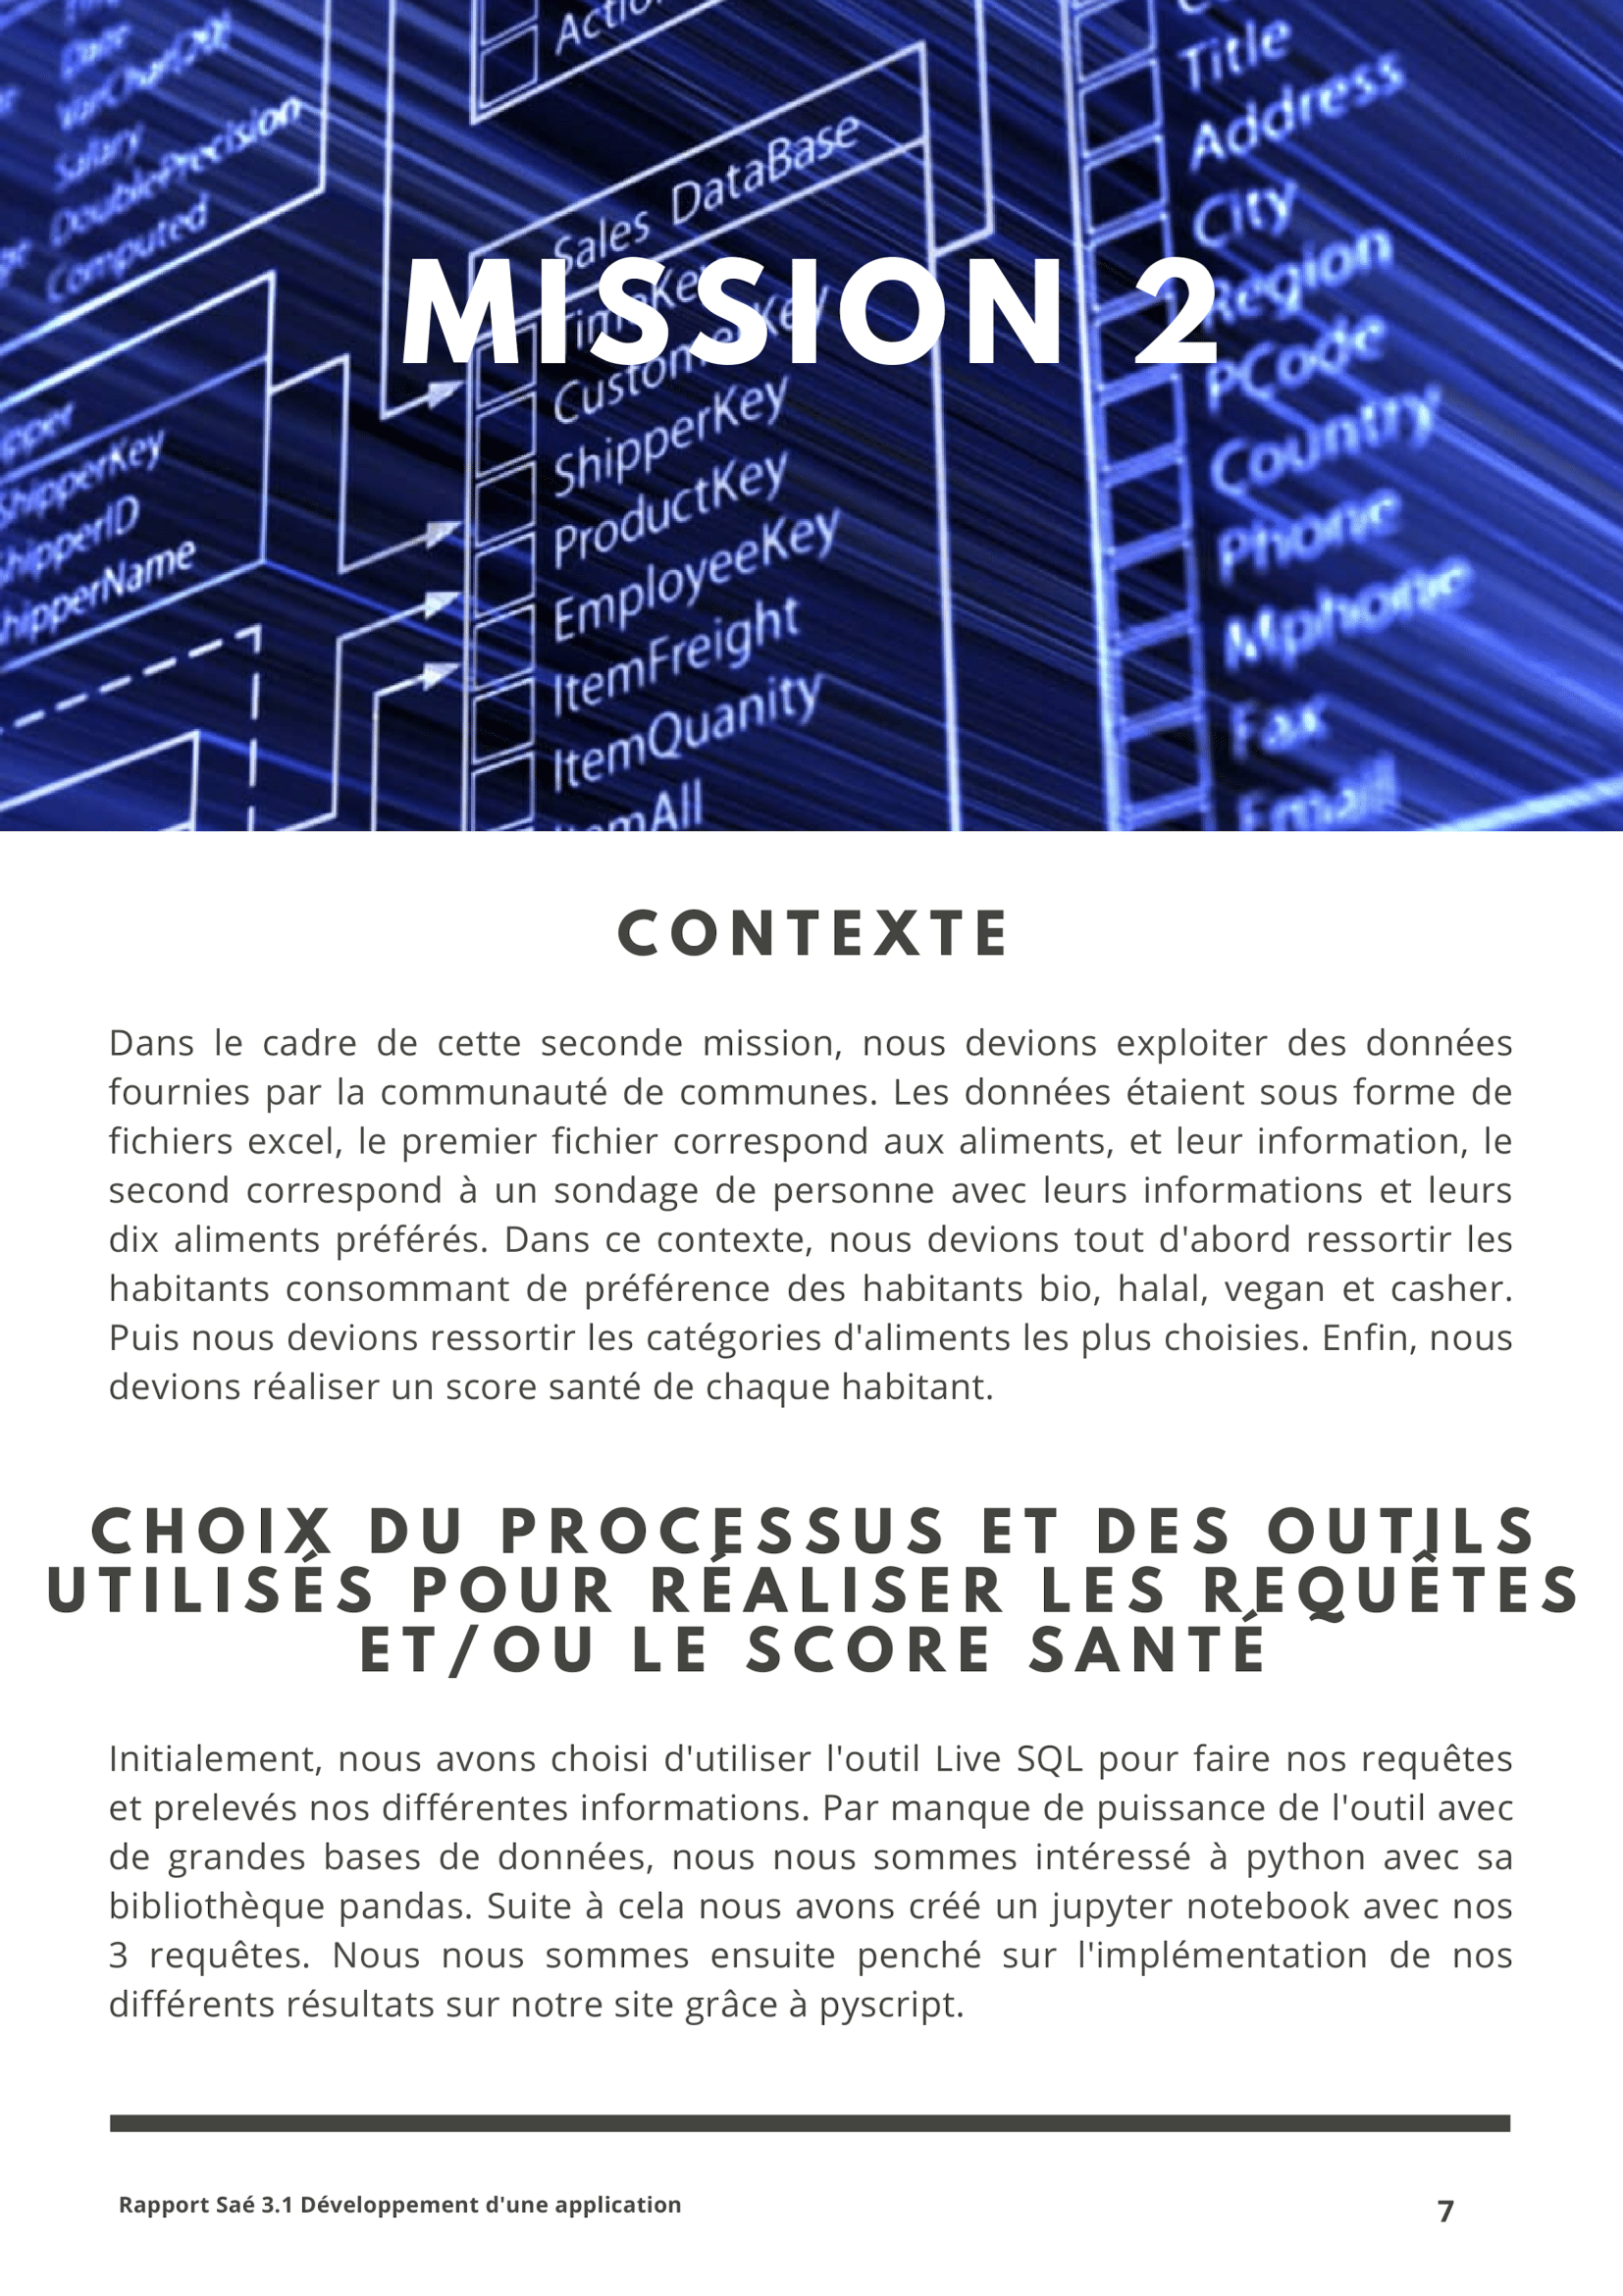 Date
VarChar(20)
Salary
DoublePrecision
Computed
Sales DataBase
CustomerKey
ShipperKey
ProductKey
EmployeeKey
ItemFreight
ItemQuanity
Title
Address
City
Region
PCode
Country
Phone
Mphone
Fax
Email
ShipperKey
ShipperID
ShipperName
MISSION 2
CONTEXTE
Dans le cadre de cette seconde mission, nous devions exploiter des données
fournies par la communauté de communes. Les données étaient sous forme de
fichiers excel, le premier fichier correspond aux aliments, et leur information, le
second correspond à un sondage de personne avec leurs informations et leurs
dix aliments préférés. Dans ce contexte, nous devions tout d'abord ressortir les
habitants consommant de préférence des habitants bio, halal, vegan et casher.
Puis nous devions ressortir les catégories d'aliments les plus choisies. Enfin, nous
devions réaliser un score santé de chaque habitant.
CHOIX DU PROCESSUS ET DES OUTILS
UTILISÉS POUR RÉALISER LES REQUÊTES
ET/OU LE SCORE SANTÉ
Initialement, nous avons choisi d'utiliser l'outil Live SQL pour faire nos requêtes
et prelevés nos différentes informations. Par manque de puissance de l'outil avec
de grandes bases de données, nous nous sommes intéressé à python avec sa
bibliothèque pandas. Suite à cela nous avons créé un jupyter notebook avec nos
3 requêtes. Nous nous sommes ensuite penché sur l'implémentation de nos
différents résultats sur notre site grâce à pyscript.
Rapport Saé 3.1 Développement d'une application
7